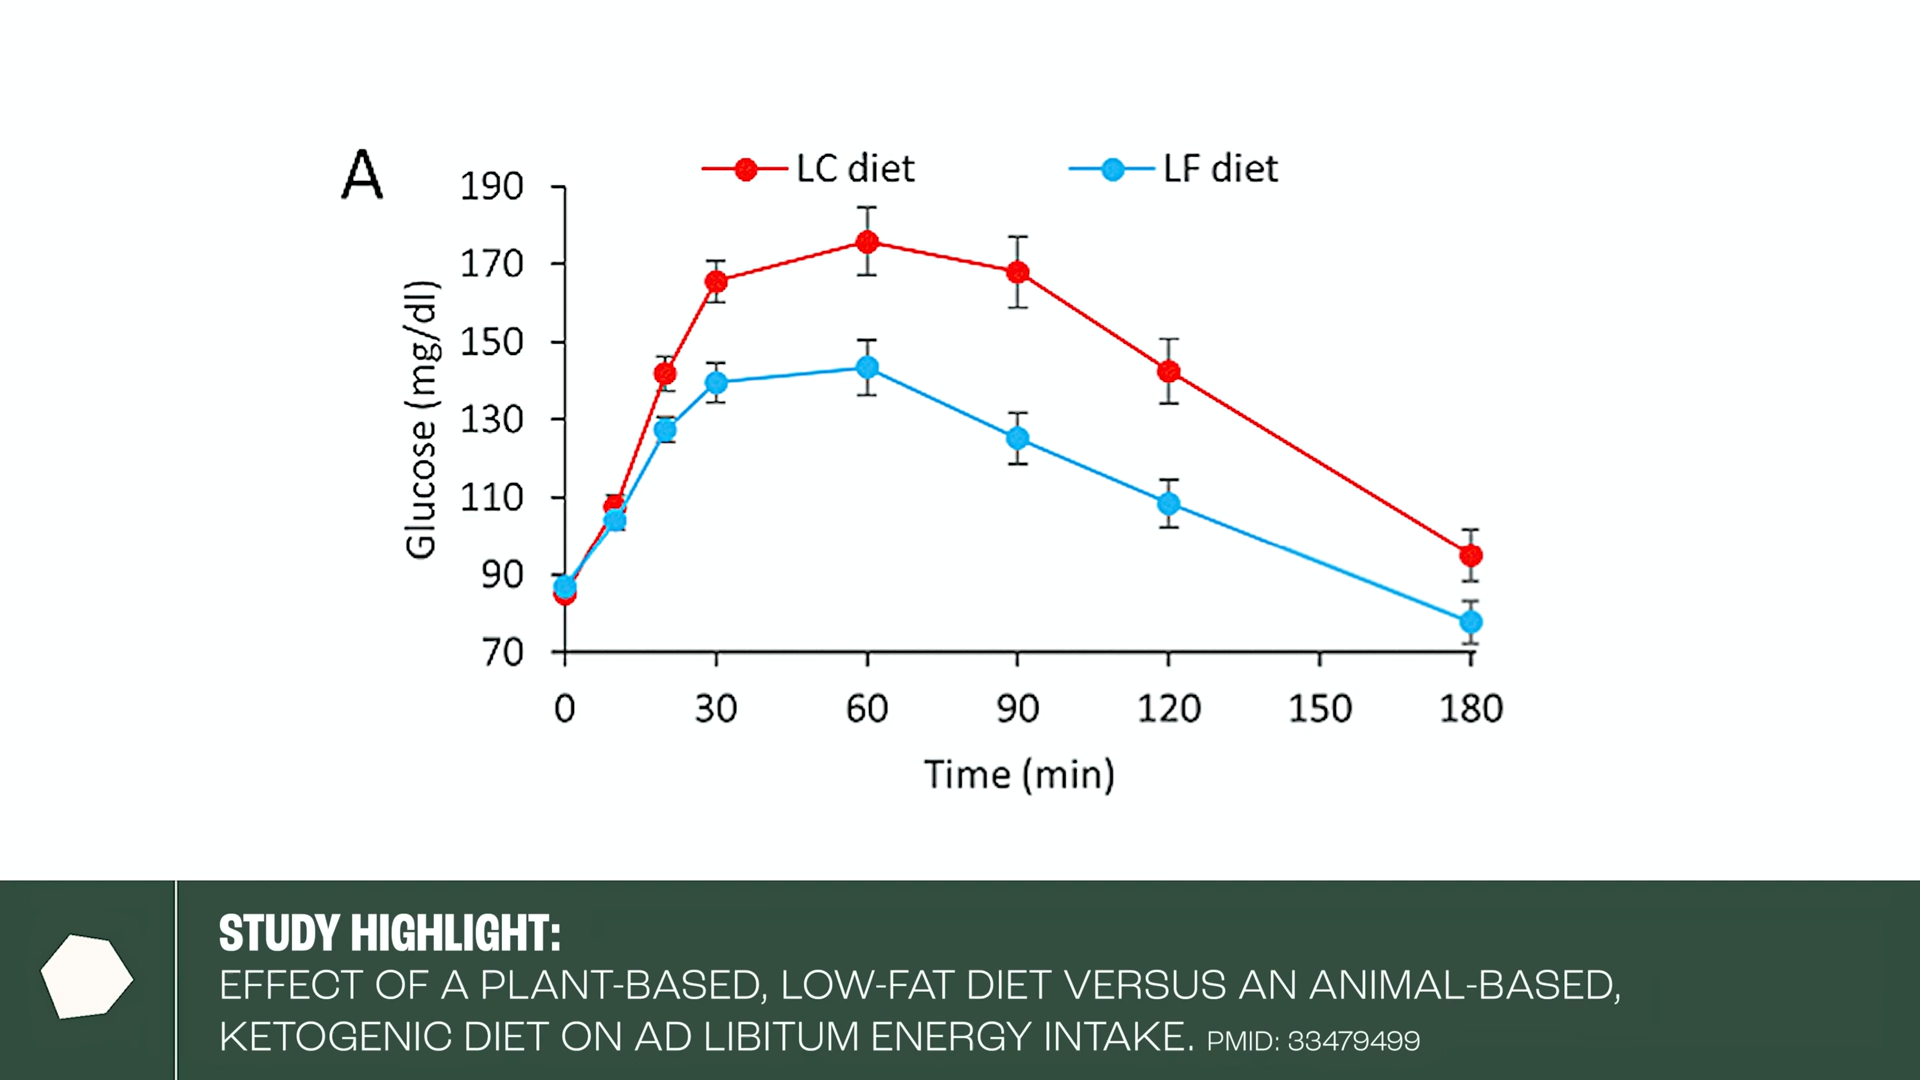 A
LC diet
LF diet
190
170
150
130
110
90
70
Glucose (mg/dl)
0 30 60 90 120 150 180
Time (min)
STUDY HIGHLIGHT:
EFFECT OF A PLANT-BASED, LOW-FAT DIET VERSUS AN ANIMAL-BASED,
KETOGENIC DIET ON AD LIBITUM ENERGY INTAKE. PMID: 33479499